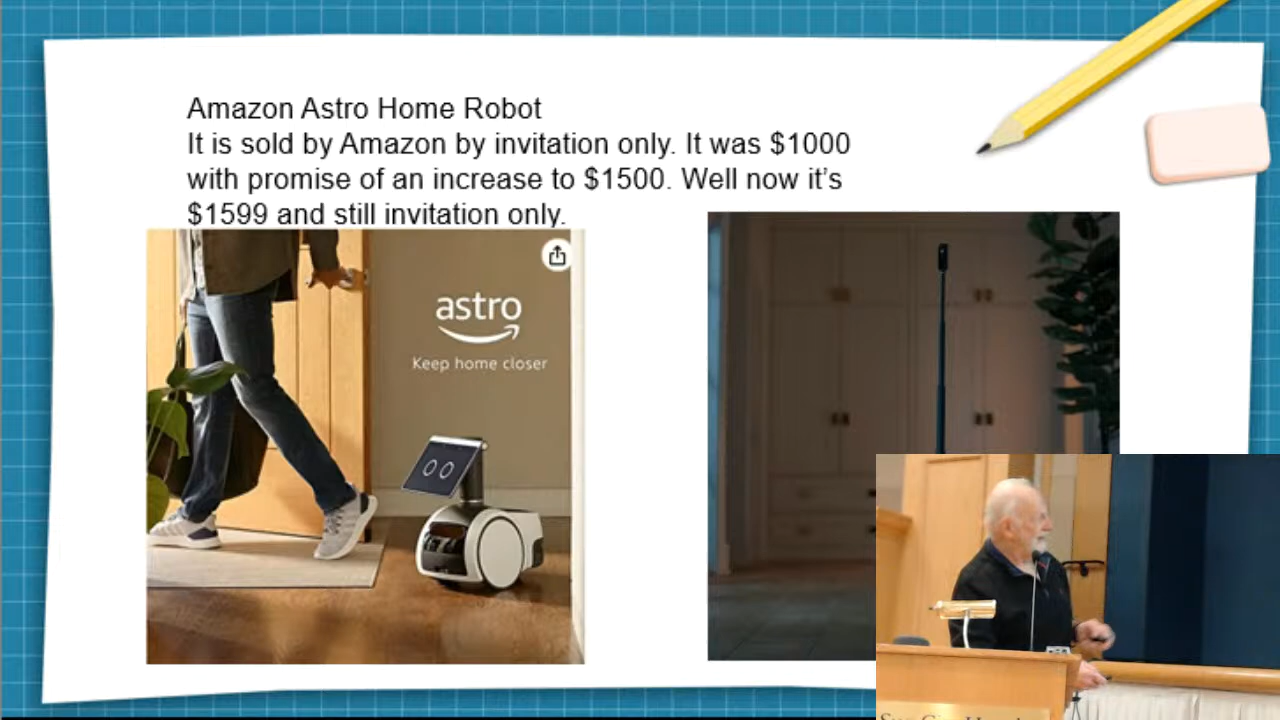 Amazon Astro Home Robot
It is sold by Amazon by invitation only. It was $1000
with promise of an increase to $1500. Well now it's
$1599 and still invitation only.
astro
Keep home closer